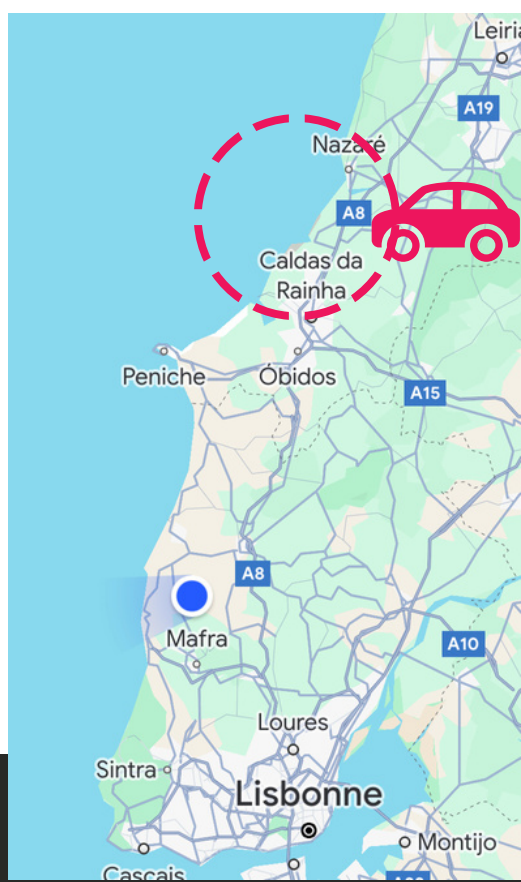 Leiria
A19
Nazaré
A8
Caldas da
Rainha
Peniche
Óbidos
A15
A8
Mafra
A10
Loures
Sintra
Lisbonne
Montijo
Cascais